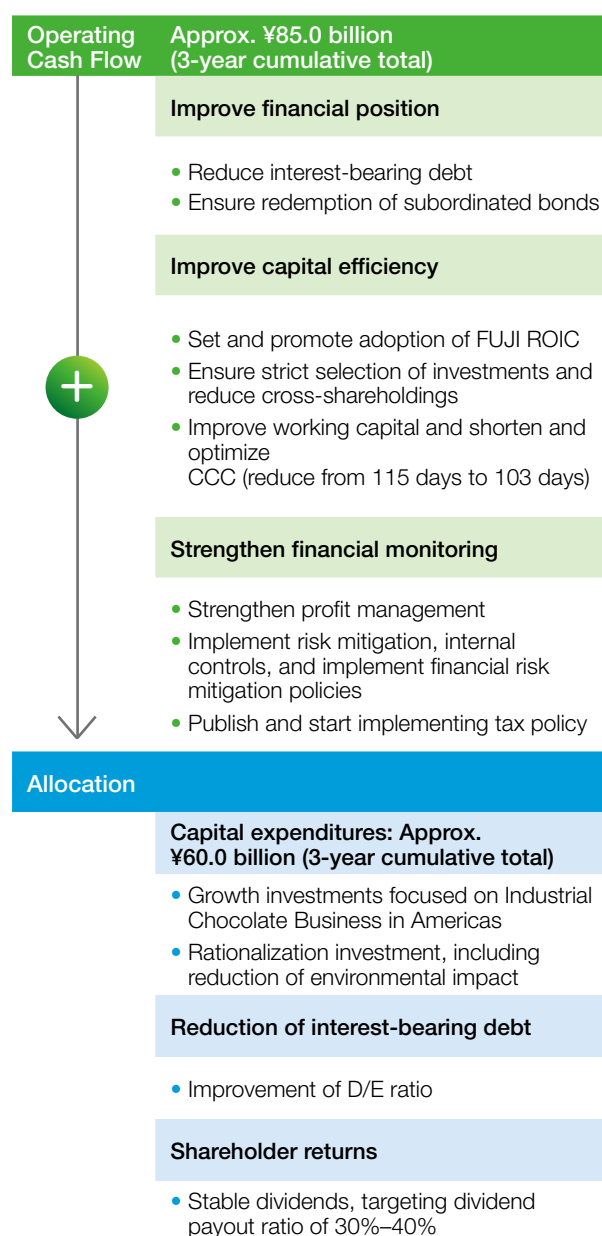 Operating
Cash Flow
Approx. ¥85.0 billion
(3-year cumulative total)
Improve financial position
• Reduce interest-bearing debt
• Ensure redemption of subordinated bonds
Improve capital efficiency
• Set and promote adoption of FUJI ROIC
• Ensure strict selection of investments and
reduce cross-shareholdings
• Improve working capital and shorten and
optimize
CCC (reduce from 115 days to 103 days)
Strengthen financial monitoring
• Strengthen profit management
• Implement risk mitigation, internal
controls, and implement financial risk
mitigation policies
• Publish and start implementing tax policy
Allocation
Capital expenditures: Approx.
¥60.0 billion (3-year cumulative total)
• Growth investments focused on Industrial
Chocolate Business in Americas
• Rationalization investment, including
reduction of environmental impact
Reduction of interest-bearing debt
• Improvement of D/E ratio
Shareholder returns
• Stable dividends, targeting dividend
payout ratio of 30%–40%